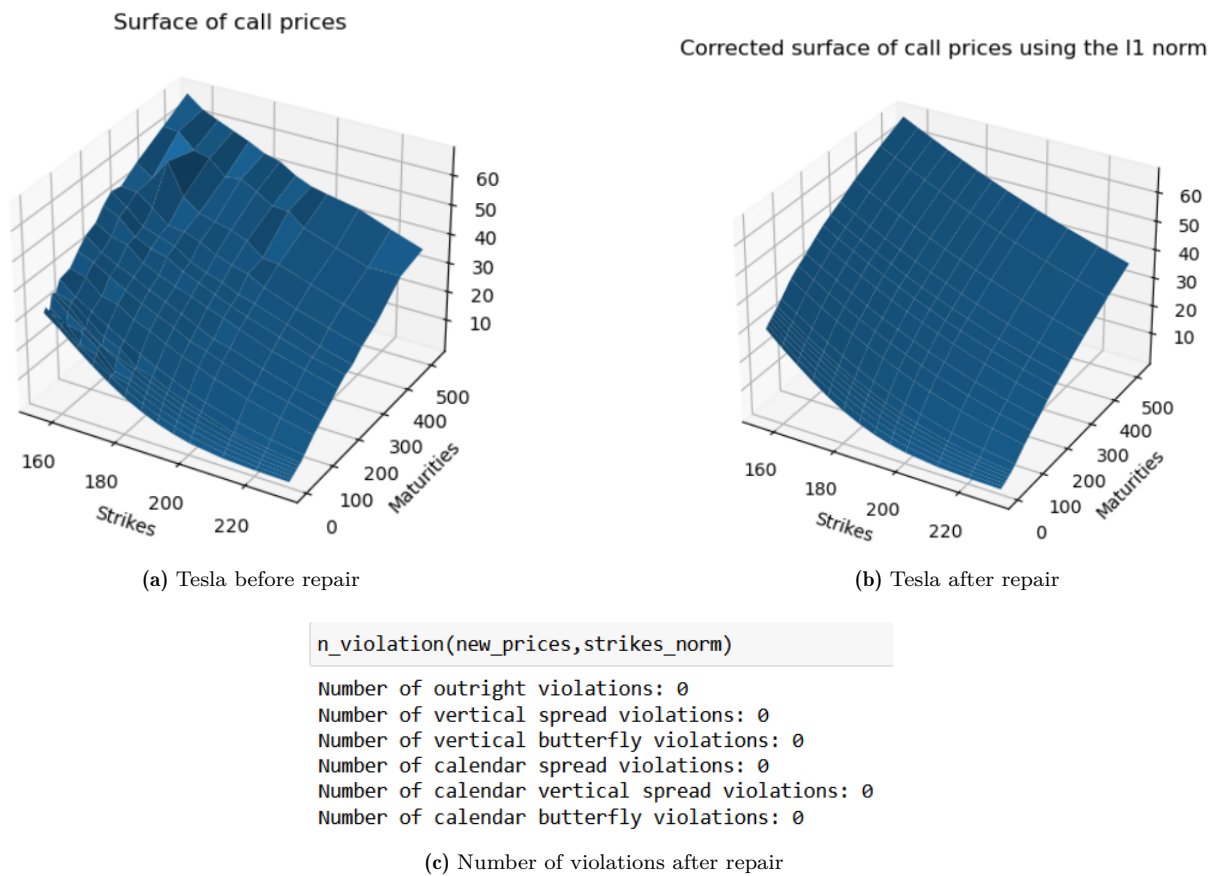 Surface of call prices
60
50
40
30
20
10
500
400
300
200
100
0
Maturities
160
180
200
220
Strikes
(a) Tesla before repair
Corrected surface of call prices using the l1 norm
60
50
40
30
20
10
500
400
300
200
100
0
Maturities
160
180
200
220
Strikes
(b) Tesla after repair
n_violation(new_prices,strikes_norm)
Number of outright violations: 0
Number of vertical spread violations: 0
Number of vertical butterfly violations: 0
Number of calendar spread violations: 0
Number of calendar vertical spread violations: 0
Number of calendar butterfly violations: 0
(c) Number of violations after repair